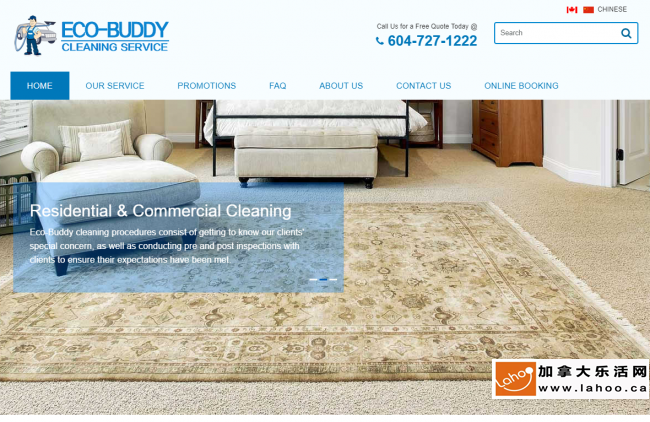 CHINESE
ECO-BUDDY
CLEANING SERVICE
Call Us for a Free Quote Today @
604-727-1222
Search
HOME
OUR SERVICE
PROMOTIONS
FAQ
ABOUT US
CONTACT US
ONLINE BOOKING
Residential & Commercial Cleaning
Eco-Buddy cleaning procedures consist of getting to know our clients'
special concern, as well as conducting pre and post inspections with
clients to ensure their expectations have been met.
Lahoo
加拿大乐活网
www.lahoo.ca